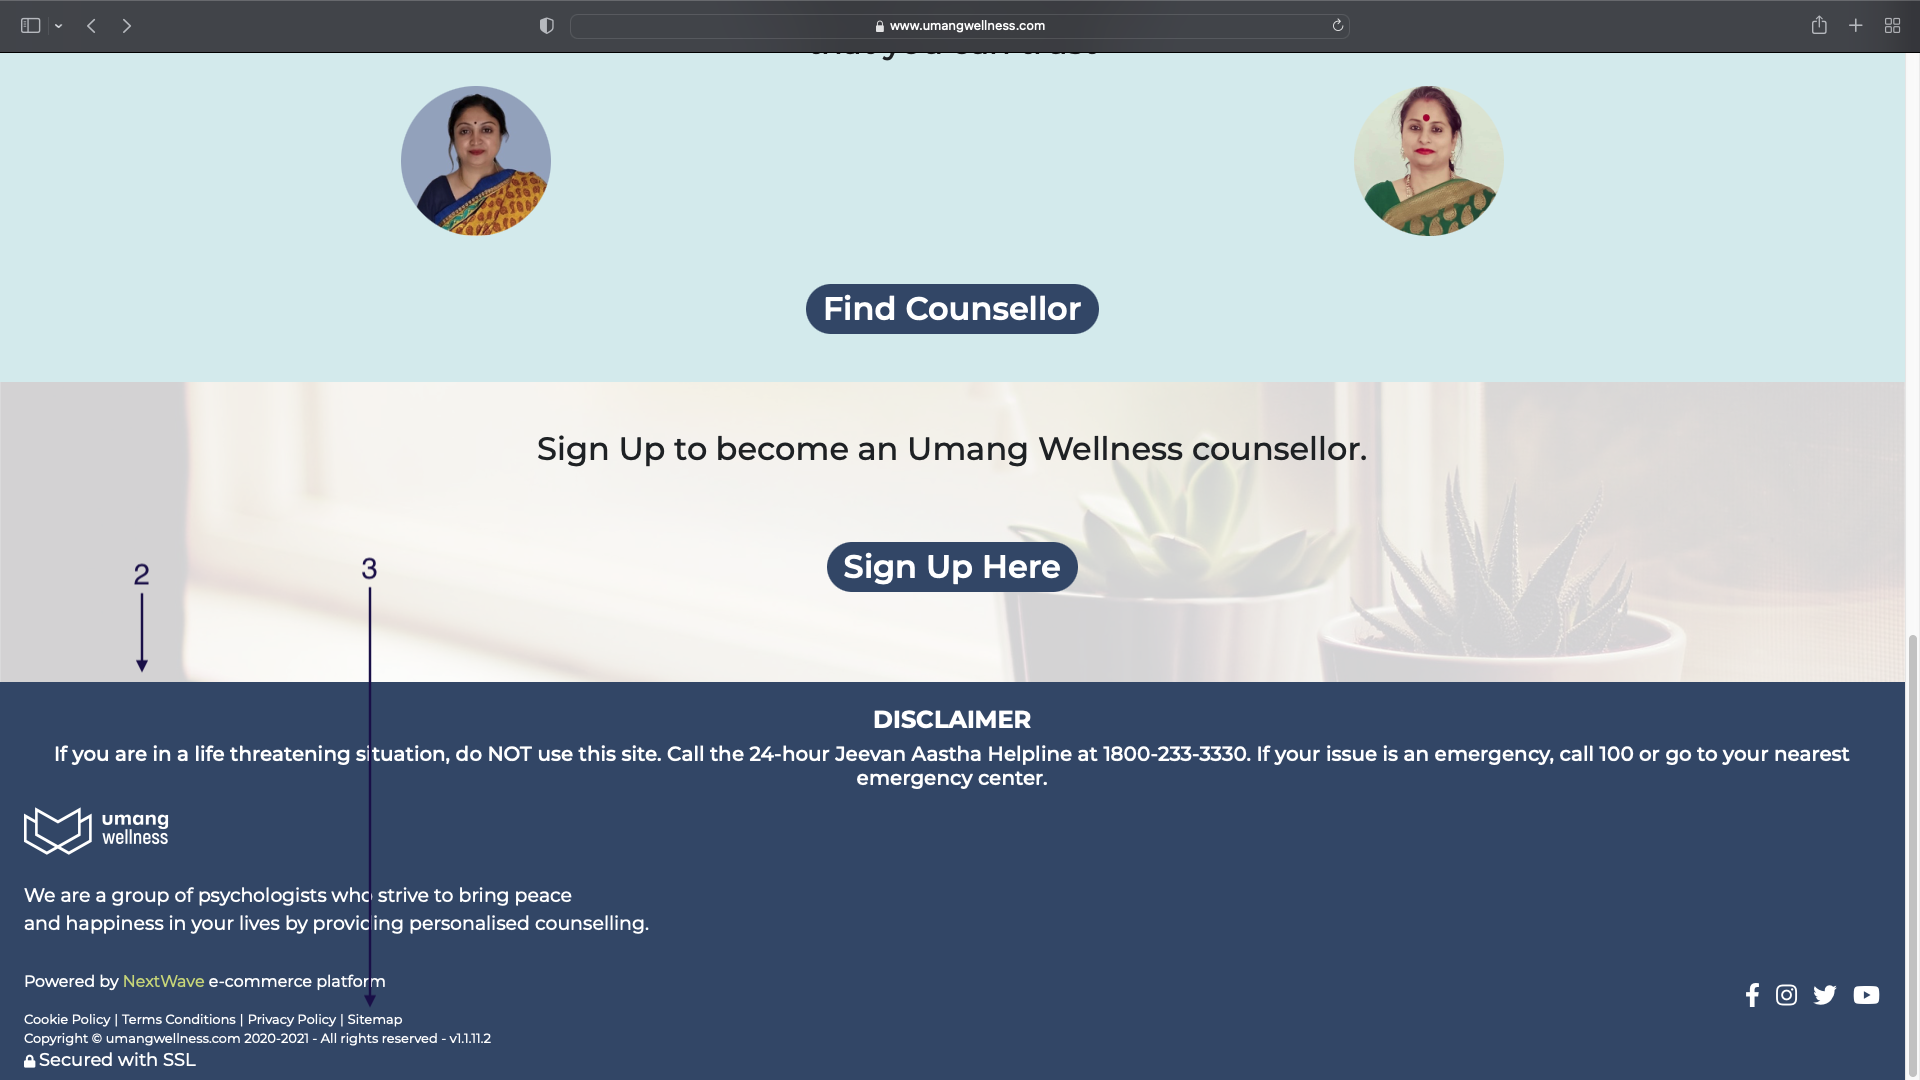 www.umangwellness.com
that you can trust
Find Counsellor
Sign Up to become an Umang Wellness counsellor.
Sign Up Here
2
3
DISCLAIMER
If you are in a life threatening situation, do NOT use this site. Call the 24-hour Jeevan Aastha Helpline at 1800-233-3330. If your issue is an emergency, call 100 or go to your nearest
emergency center.
umang
wellness
We are a group of psychologists who strive to bring peace
and happiness in your lives by providing personalised counselling.
Powered by NextWave e-commerce platform
Cookie Policy | Terms Conditions | Privacy Policy | Sitemap
Copyright © umangwellness.com 2020-2021 - All rights reserved - v1.1.11.2
Secured with SSL